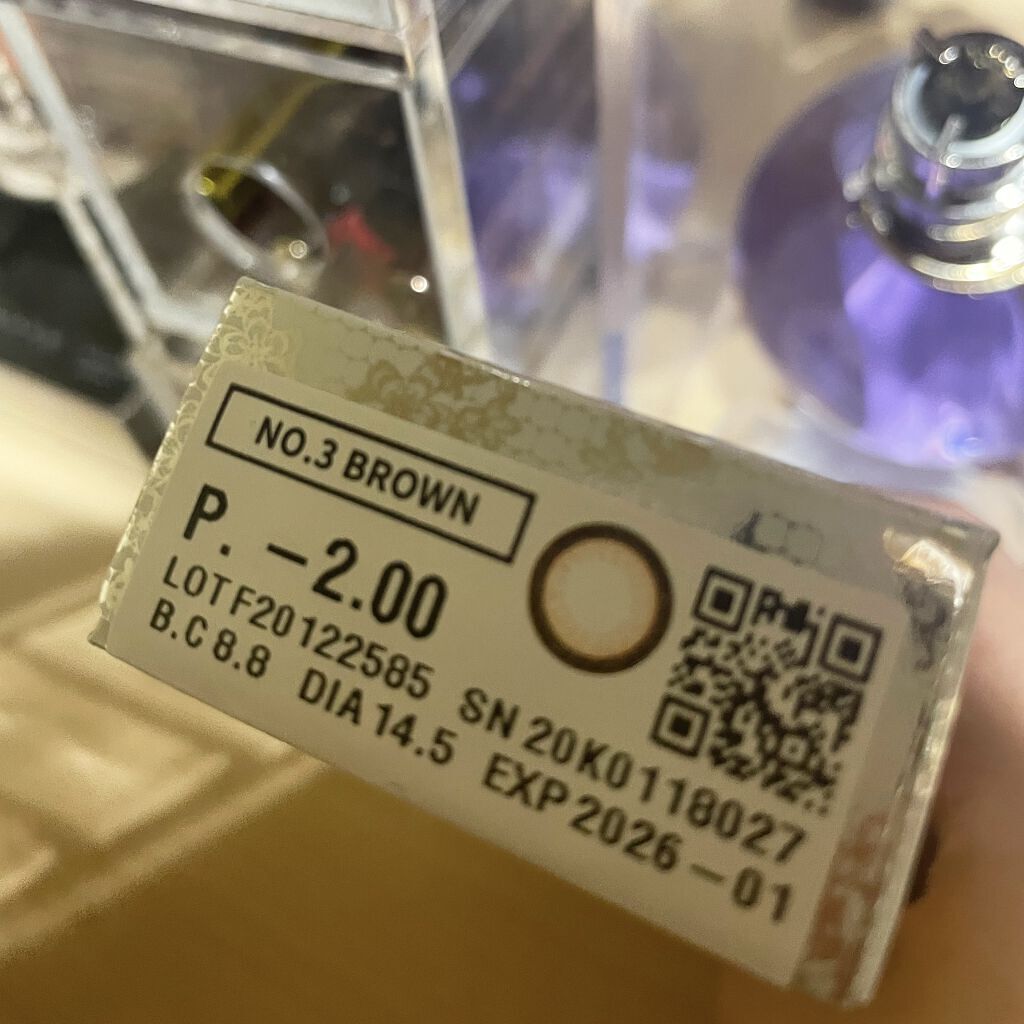 NO.3 BROWN
P. -2.00
LOT F20122585 SN 20K0118027
B.C 8.8 DIA 14.5 EXP 2026-01